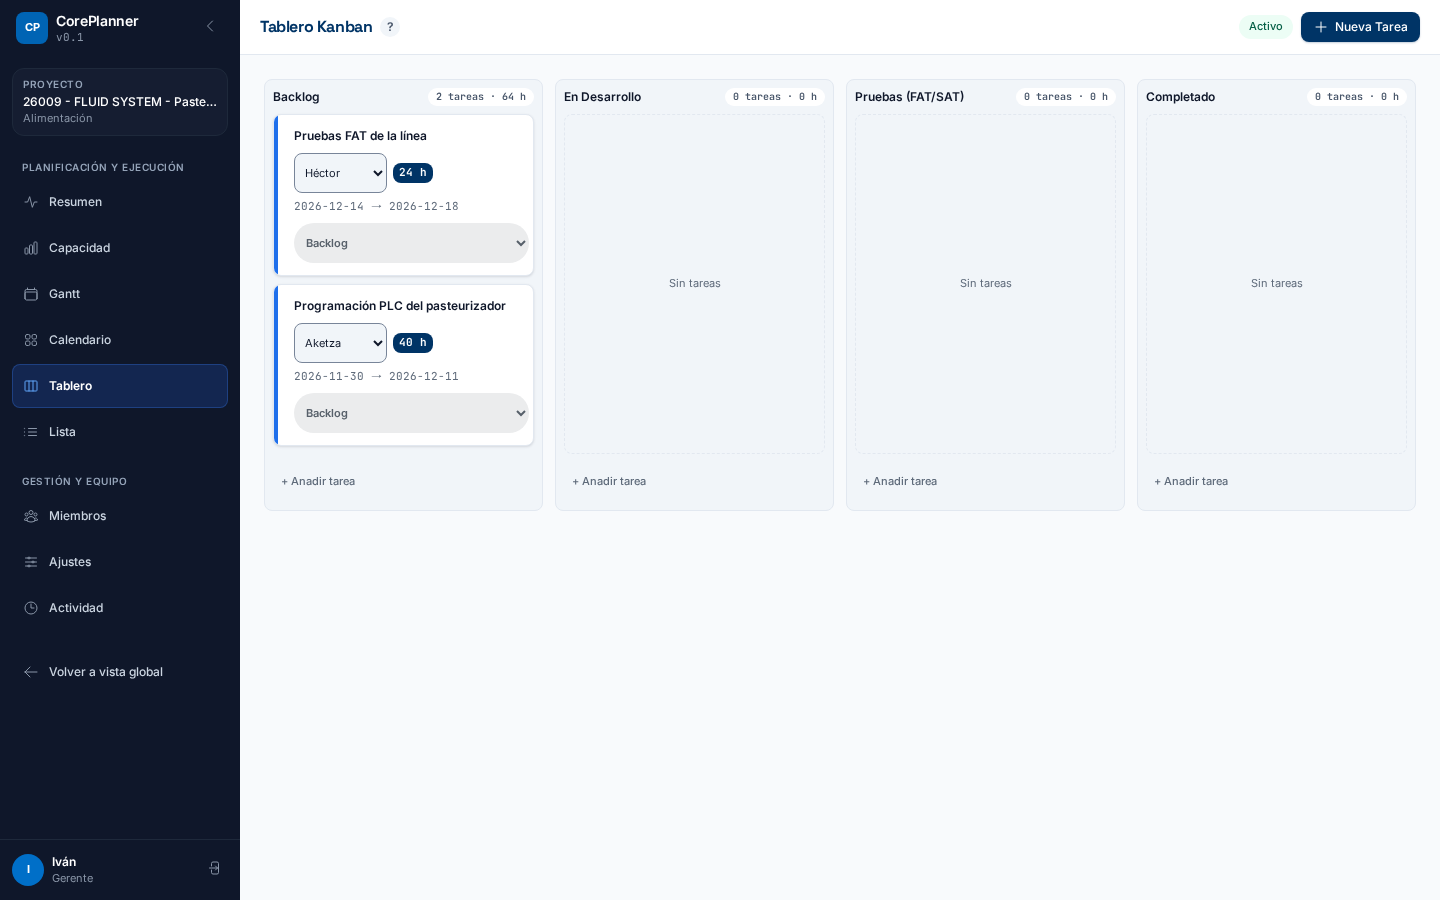 CP
CorePlanner
v0.1
PROYECTO
26009 - FLUID SYSTEM - Paste...
Alimentación
PLANIFICACIÓN Y EJECUCIÓN
Resumen
Capacidad
Gantt
Calendario
Tablero
Lista
GESTIÓN Y EQUIPO
Miembros
Ajustes
Actividad
Volver a vista global
I
Iván
Gerente
Tablero Kanban ?
Activo
Nueva Tarea
Backlog
2 tareas · 64 h
Pruebas FAT de la línea
Héctor
24 h
2026-12-14 → 2026-12-18
Backlog
Programación PLC del pasteurizador
Aketza
40 h
2026-11-30 → 2026-12-11
Backlog
+ Anadir tarea
En Desarrollo
0 tareas · 0 h
Sin tareas
+ Anadir tarea
Pruebas (FAT/SAT)
0 tareas · 0 h
Sin tareas
+ Anadir tarea
Completado
0 tareas · 0 h
Sin tareas
+ Anadir tarea